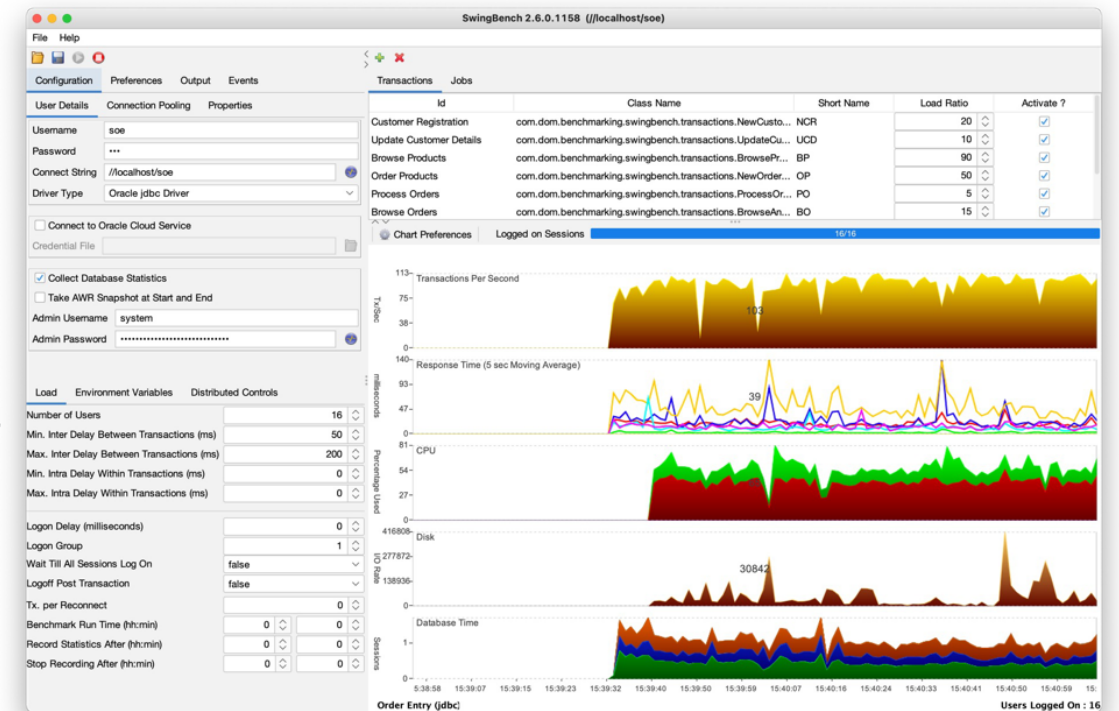 SwingBench 2.6.0.1158 (//localhost/soe)
File Help
Configuration Preferences Output Events
User Details Connection Pooling Properties
Username soe
Password •••
Connect String //localhost/soe
Driver Type Oracle jdbc Driver
Connect to Oracle Cloud Service
Credential File
Collect Database Statistics
Take AWR Snapshot at Start and End
Admin Username system
Admin Password ••••••••••••••••••••••••••••••
Load Environment Variables Distributed Controls
Number of Users 16
Min. Inter Delay Between Transactions (ms) 50
Max. Inter Delay Between Transactions (ms) 200
Min. Intra Delay Within Transactions (ms) 0
Max. Intra Delay Within Transactions (ms) 0
Logon Delay (milliseconds) 0
Logon Group 1
Wait Till All Sessions Log On false
Logoff Post Transaction false
Tx. per Reconnect 0
Benchmark Run Time (hh:min) 0 0
Record Statistics After (hh:min) 0 0
Stop Recording After (hh:min) 0 0
Transactions Jobs
Id Class Name Short Name Load Ratio Activate ?
Customer Registration com.dom.benchmarking.swingbench.transactions.NewCusto... NCR 20
Update Customer Details com.dom.benchmarking.swingbench.transactions.UpdateCu... UCD 10
Browse Products com.dom.benchmarking.swingbench.transactions.BrowsePr... BP 90
Order Products com.dom.benchmarking.swingbench.transactions.NewOrder... OP 50
Process Orders com.dom.benchmarking.swingbench.transactions.ProcessOr... PO 5
Browse Orders com.dom.benchmarking.swingbench.transactions.BrowseAn... BO 15
Chart Preferences Logged on Sessions 16/16
Transactions Per Second
Tx/Sec
113
75
38
0
103
Response Time (5 sec Moving Average)
milliseconds
140
93
47
0
39
CPU
Percentage Used
81
54
27
0
Disk
I/O Rate
416808
277872
138936
0
30842
Database Time
Sessions
1
0
5:38:58 15:39:07 15:39:15 15:39:23 15:39:32 15:39:40 15:39:50 15:39:59 15:40:07 15:40:16 15:40:24 15:40:33 15:40:41 15:40:50 15:40:59 15:
Order Entry (jdbc) Users Logged On : 16